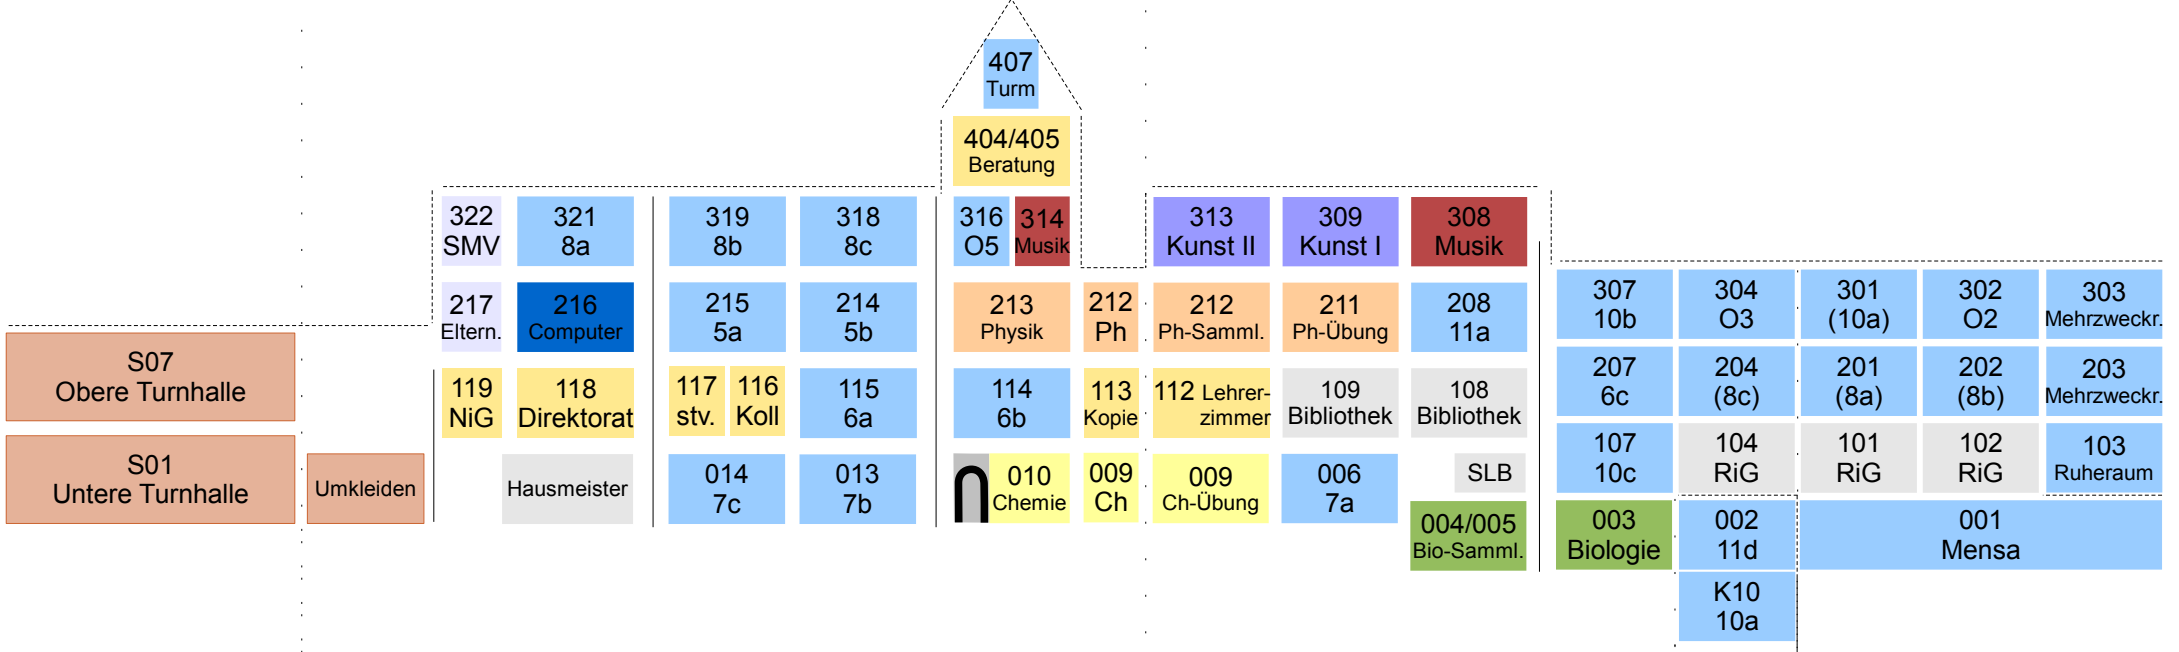 407
Turm
404/405
Beratung
322
SMV
321
8a
319
8b
318
8c
316
O5
314
Musik
313
Kunst II
309
Kunst I
308
Musik
217
Eltern.
216
Computer
215
5a
214
5b
213
Physik
212
Ph
212
Ph-Samml.
211
Ph-Übung
208
11a
307
10b
304
O3
301
(10a)
302
O2
303
Mehrzweckr.
S07
Obere Turnhalle
119
NiG
118
Direktorat
117
stv.
116
Koll
115
6a
114
6b
113
Kopie
112 Lehrer-
zimmer
109
Bibliothek
108
Bibliothek
207
6c
204
(8c)
201
(8a)
202
(8b)
203
Mehrzweckr.
S01
Untere Turnhalle
Umkleiden
Hausmeister
014
7c
013
7b
010
Chemie
009
Ch
009
Ch-Übung
006
7a
SLB
004/005
Bio-Samml.
107
10c
104
RiG
101
RiG
102
RiG
103
Ruheraum
003
Biologie
002
11d
001
Mensa
K10
10a